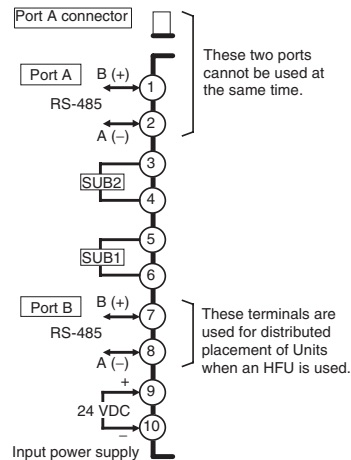 Port A connector
These two ports
cannot be used at
the same time.
Port A
B (+)
RS-485
A (−)
1
2
3
SUB2
4
5
SUB1
6
Port B
B (+)
RS-485
A (−)
7
8
These terminals are
used for distributed
placement of Units
when an HFU is used.
+
9
24 VDC
−
10
Input power supply